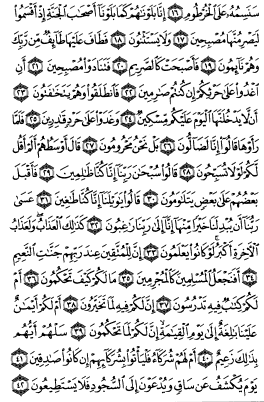 سَنَسِمُهُۥ عَلَى ٱلْخُرْطُومِ ١٦ إِنَّا بَلَوْنَٰهُمْ كَمَا بَلَوْنَآ أَصْحَٰبَ ٱلْجَنَّةِ إِذْ أَقْسَمُوا۟
لَيَصْرِمُنَّهَا مُصْبِحِينَ ١٧ وَلَا يَسْتَثْنُونَ ١٨ فَطَافَ عَلَيْهَا طَآئِفٌ مِّن رَّبِّكَ
وَهُمْ نَآئِمُونَ ١٩ فَأَصْبَحَتْ كَٱلصَّرِيمِ ٢٠ فَتَنَادَوْا۟ مُصْبِحِينَ ٢١ أَنِ
ٱغْدُوا۟ عَلَىٰ حَرْثِكُمْ إِن كُنتُمْ صَٰرِمِينَ ٢٢ فَٱنطَلَقُوا۟ وَهُمْ يَتَخَٰفَتُونَ ٢٣
أَن لَّا يَدْخُلَنَّهَا ٱلْيَوْمَ عَلَيْكُم مِّسْكِينٌ ٢٤ وَغَدَوْا۟ عَلَىٰ حَرْدٍ قَٰدِرِينَ ٢٥ فَلَمَّا
رَأَوْهَا قَالُوٓا۟ إِنَّا لَضَآلُّونَ ٢٦ بَلْ نَحْنُ مَحْرُومُونَ ٢٧ قَالَ أَوْسَطُهُمْ أَلَمْ أَقُل
لَّكُمْ لَوْلَا تُسَبِّحُونَ ٢٨ قَالُوا۟ سُبْحَٰنَ رَبِّنَآ إِنَّا كُنَّا ظَٰلِمِينَ ٢٩ فَأَقْبَلَ
بَعْضُهُمْ عَلَىٰ بَعْضٍ يَتَلَٰوَمُونَ ٣٠ قَالُوا۟ يَٰوَيْلَنَآ إِنَّا كُنَّا طَٰغِينَ ٣١ عَسَىٰ
رَبُّنَآ أَن يُبْدِلَنَا خَيْرًا مِّنْهَآ إِنَّآ إِلَىٰ رَبِّنَا رَٰغِبُونَ ٣٢ كَذَٰلِكَ ٱلْعَذَابُ وَلَعَذَابُ
ٱلْءَاخِرَةِ أَكْبَرُ لَوْ كَانُوا۟ يَعْلَمُونَ ٣٣ إِنَّ لِلْمُتَّقِينَ عِندَ رَبِّهِمْ جَنَّٰتِ ٱلنَّعِيمِ
٣٤ أَفَنَجْعَلُ ٱلْمُسْلِمِينَ كَٱلْمُجْرِمِينَ ٣٥ مَا لَكُمْ كَيْفَ تَحْكُمُونَ ٣٦ أَمْ
لَكُمْ كِتَٰبٌ فِيهِ تَدْرُسُونَ ٣٧ إِنَّ لَكُمْ فِيهِ لَمَا تَخَيَّرُونَ ٣٨ أَمْ لَكُمْ أَيْمَٰنٌ
عَلَيْنَا بَٰلِغَةٌ إِلَىٰ يَوْمِ ٱلْقِيَٰمَةِ إِنَّ لَكُمْ لَمَا تَحْكُمُونَ ٣٩ سَلْهُمْ أَيُّهُم
بِذَٰلِكَ زَعِيمٌ ٤٠ أَمْ لَهُمْ شُرَكَآءُ فَلْيَأْتُوا۟ بِشُرَكَآئِهِمْ إِن كَانُوا۟ صَٰدِقِينَ ٤١
يَوْمَ يُكْشَفُ عَن سَاقٍ وَيُدْعَوْنَ إِلَى ٱلسُّجُودِ فَلَا يَسْتَطِيعُونَ ٤٢